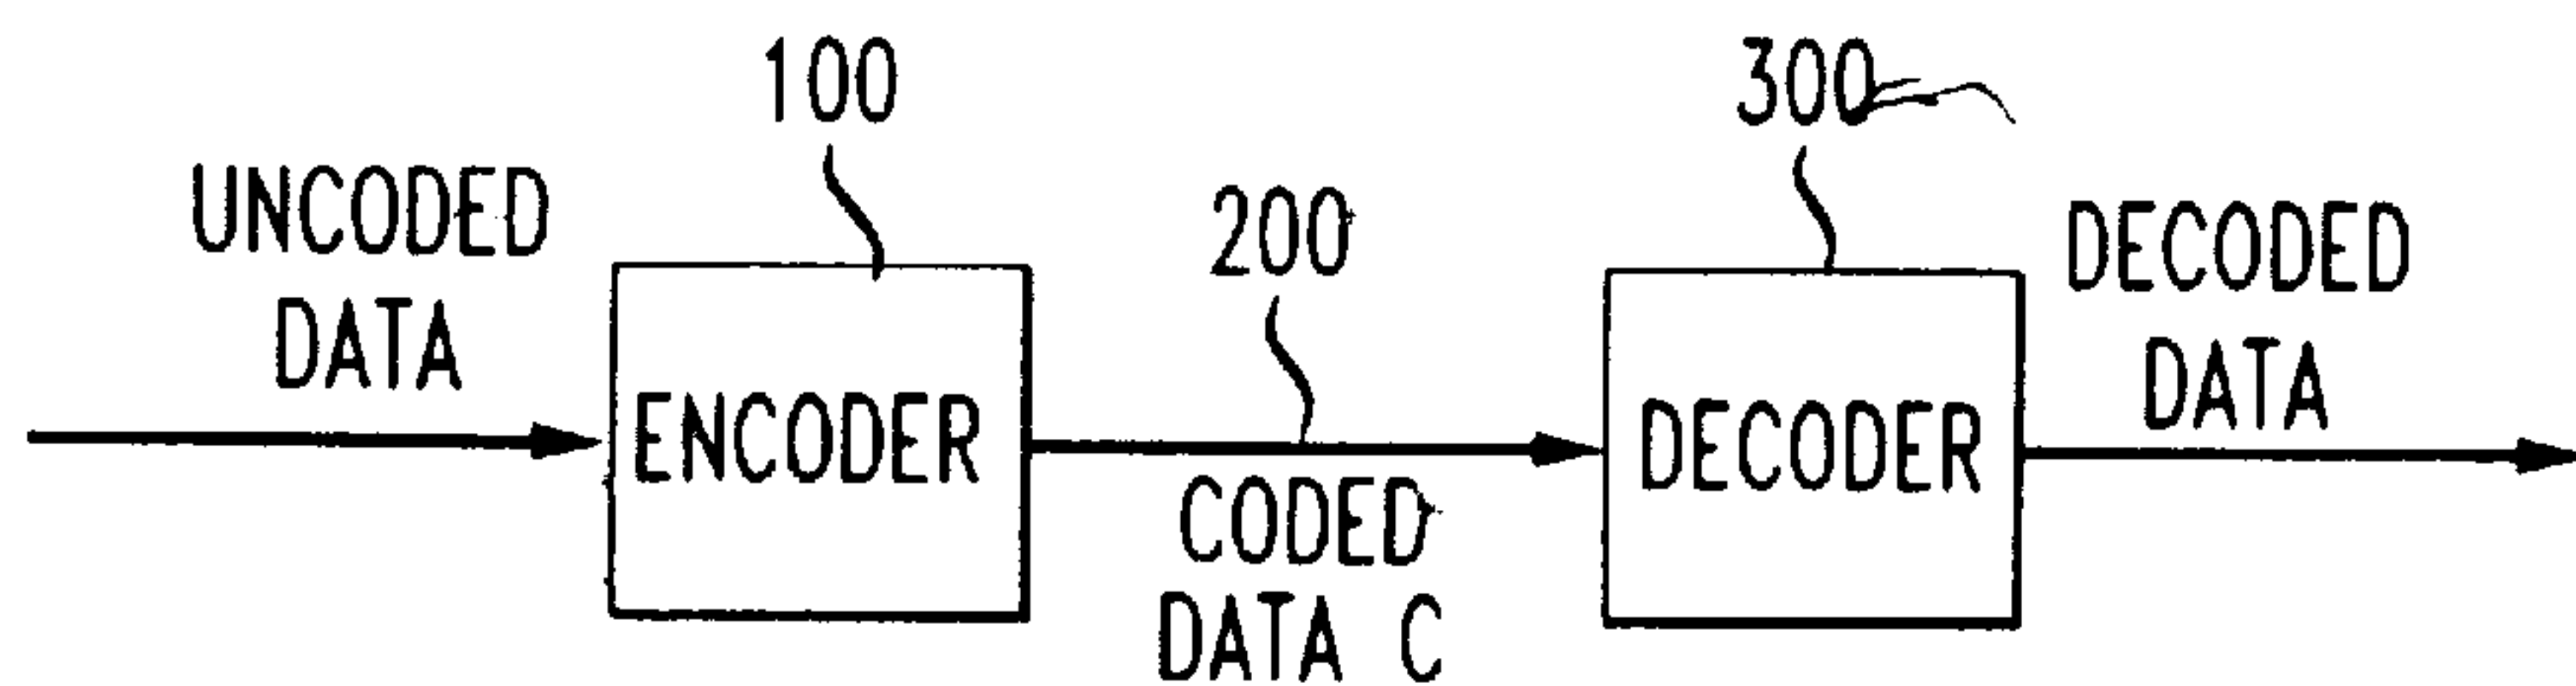 100
300
UNCODED
DATA
200
DECODED
DATA
ENCODER
DECODER
CODED
DATA C